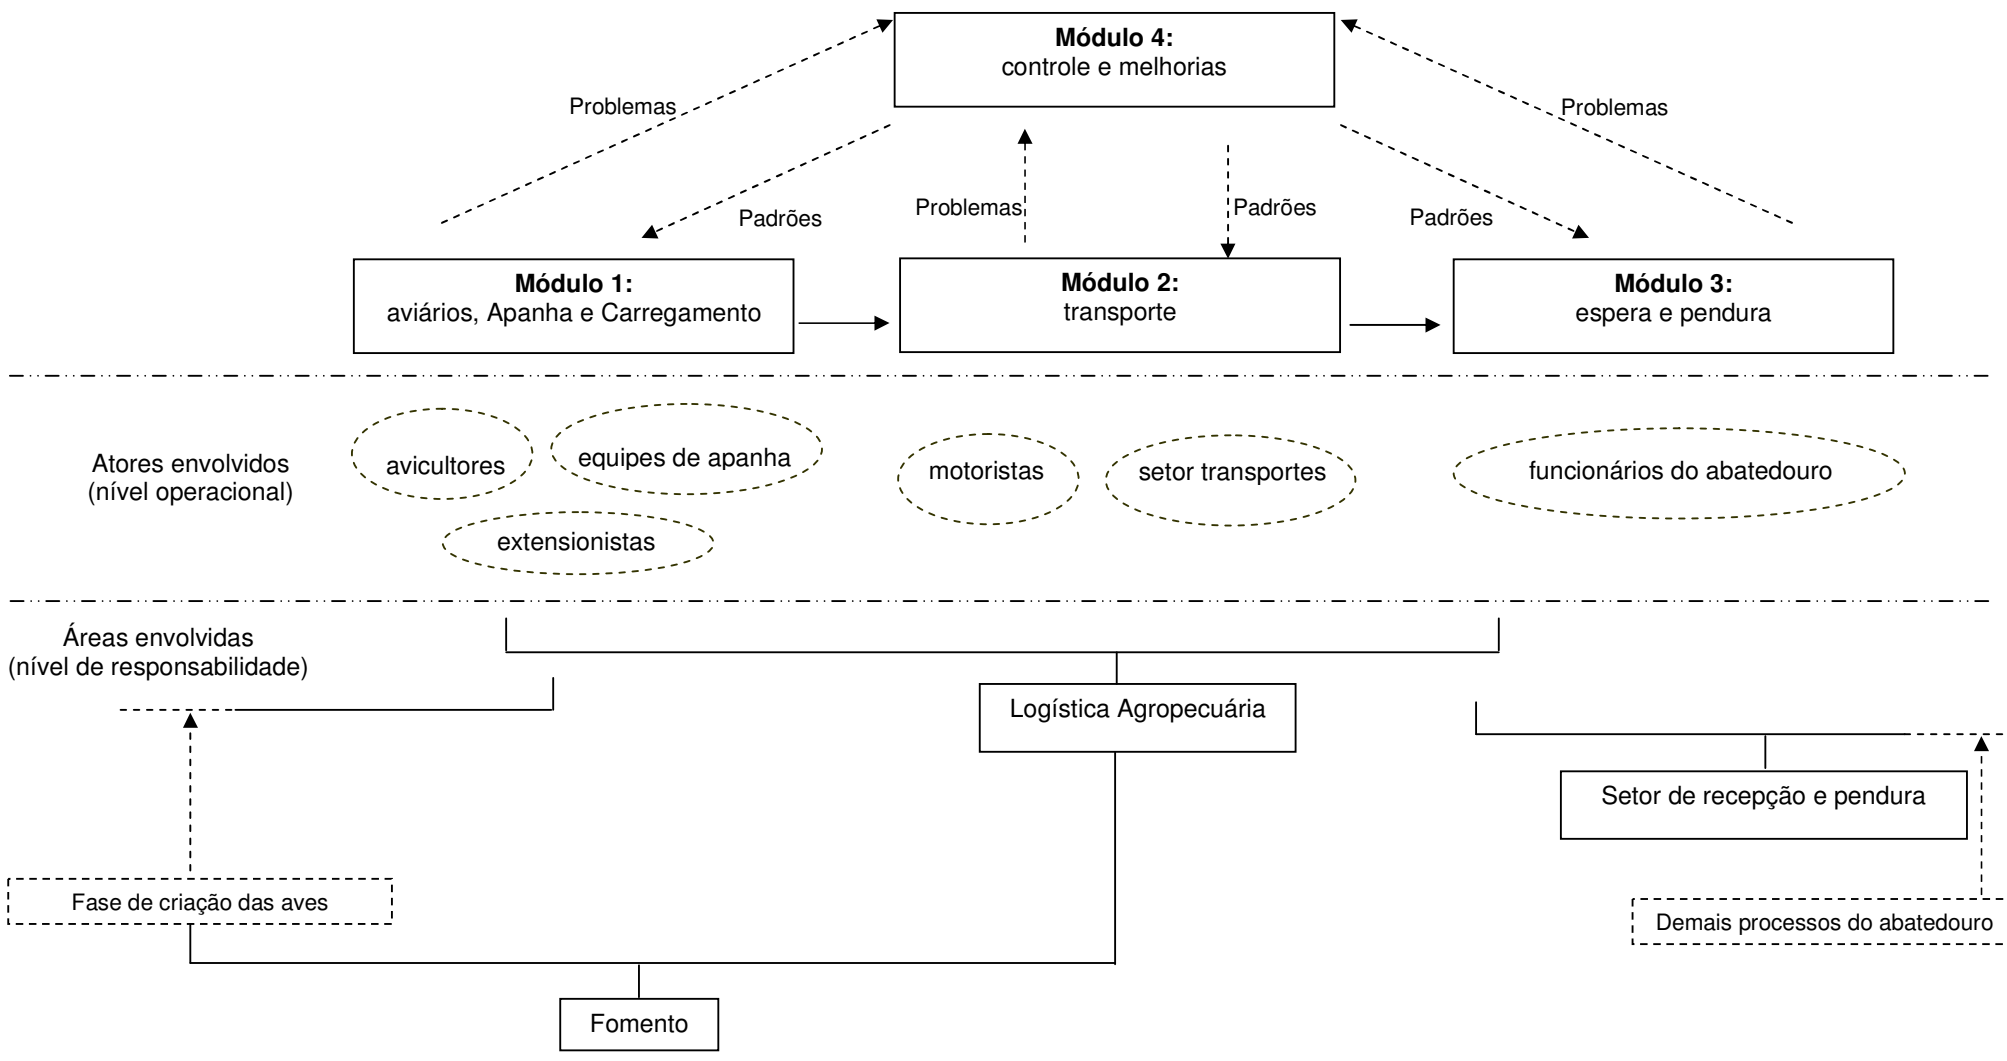 Módulo 4:
controle e melhorias
Problemas
Problemas
Padrões
Problemas
Padrões
Padrões
Módulo 1:
aviários, Apanha e Carregamento
Módulo 2:
transporte
Módulo 3:
espera e pendura
Atores envolvidos
(nível operacional)
avicultores
equipes de apanha
extensionistas
motoristas
setor transportes
funcionários do abatedouro
Áreas envolvidas
(nível de responsabilidade)
Logística Agropecuária
Setor de recepção e pendura
Fase de criação das aves
Demais processos do abatedouro
Fomento